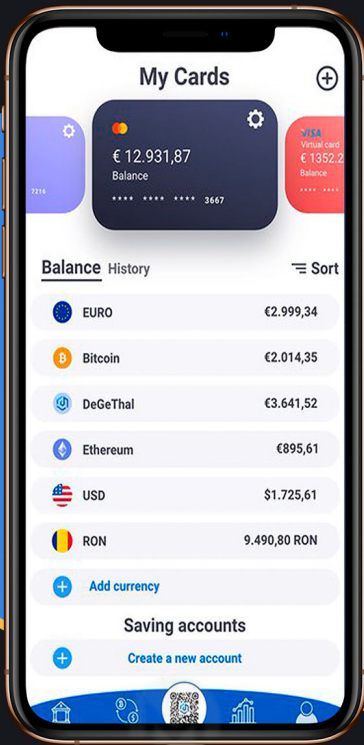 My Cards
7216
€ 12.931,87
Balance
**** **** **** 3667
VISA
Virtual card
€ 1352.2
Balance
**** ****
Balance History
Sort
EURO €2.999,34
Bitcoin €2.014,35
DeGeThal €3.641,52
Ethereum €895,61
USD $1.725,61
RON 9.490,80 RON
Add currency
Saving accounts
Create a new account